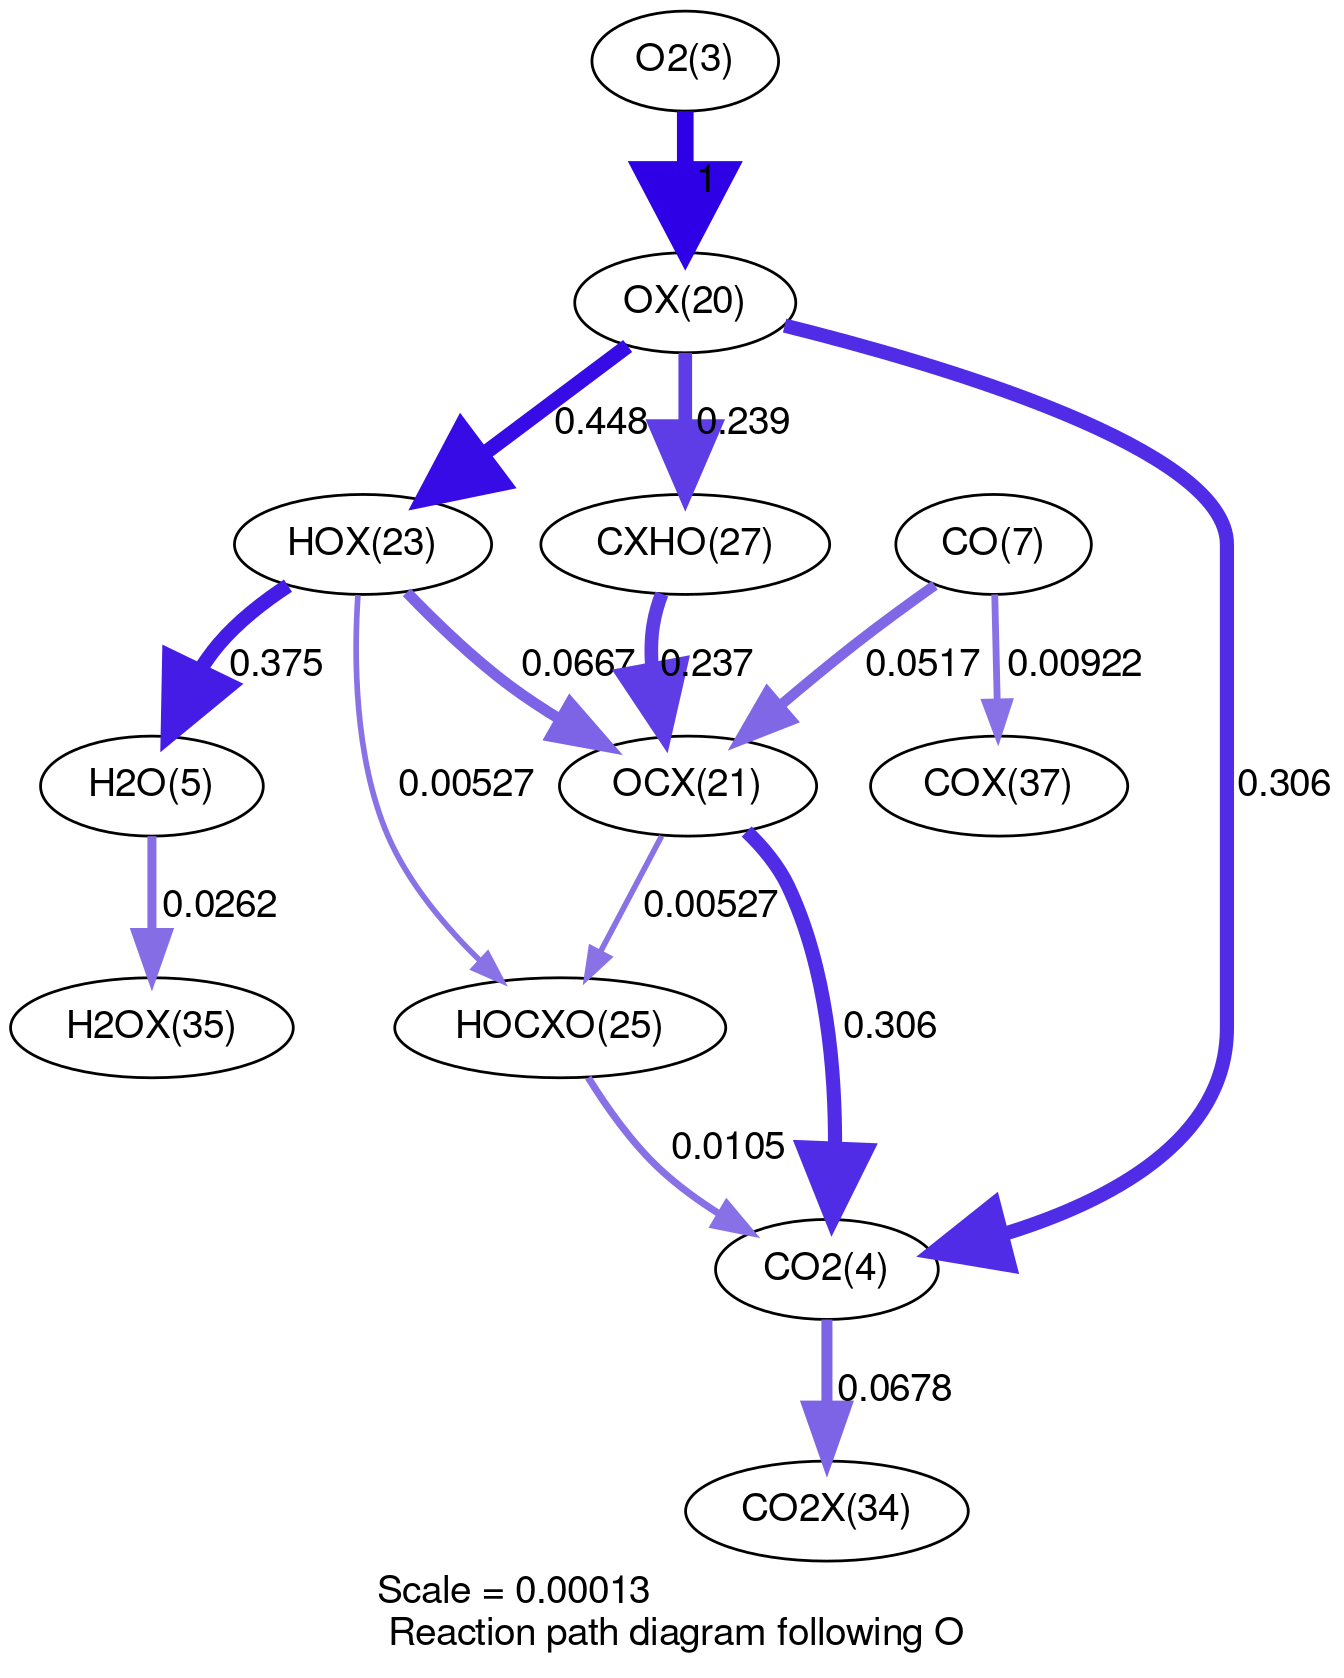 O2(3)
1
OX(20)
0.448
0.239
HOX(23)
CXHO(27)
CO(7)
0.375
0.0667
0.237
0.0517
0.00922
H2O(5)
0.00527
OCX(21)
COX(37)
0.306
0.0262
0.00527
H2OX(35)
HOCXO(25)
0.306
0.0105
CO2(4)
0.0678
CO2X(34)
Scale = 0.00013
Reaction path diagram following O